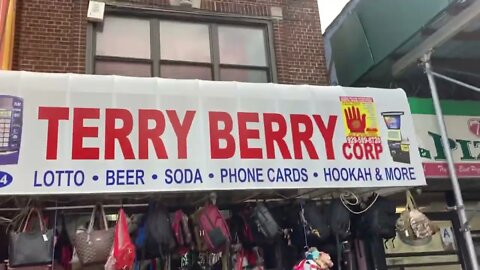 TERRY BERRY CORP
LOTTO • BEER • SODA • PHONE CARDS • HOOKAH & MORE